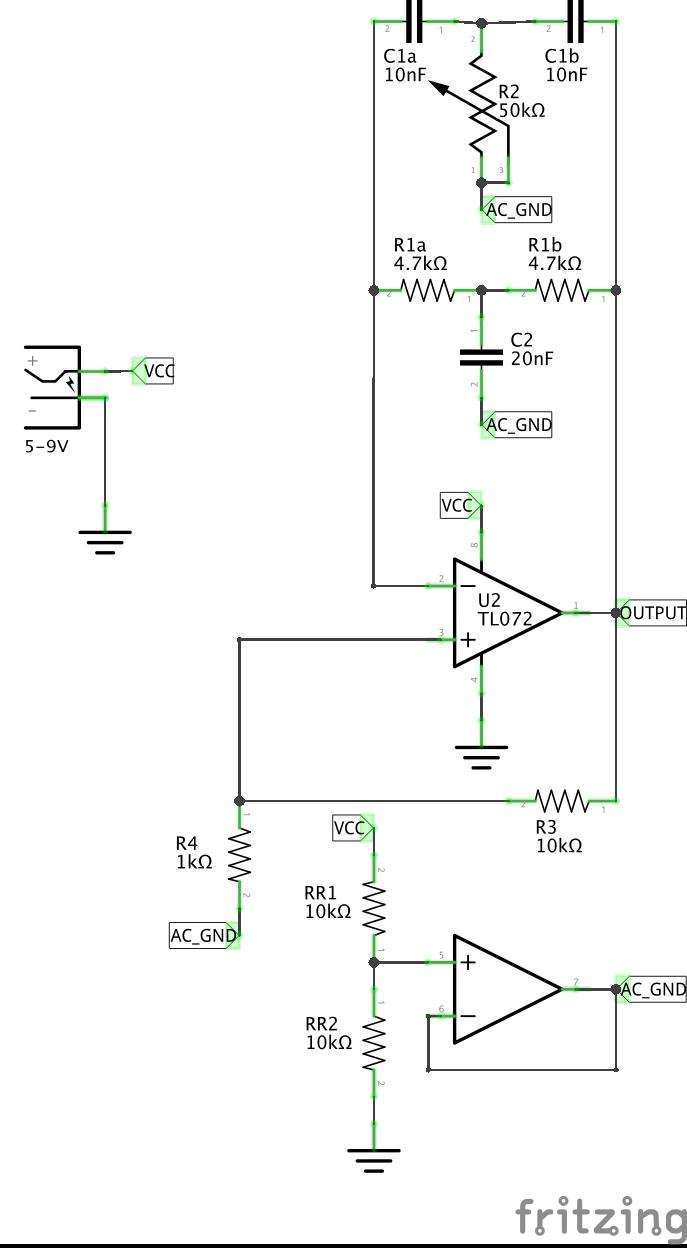 2
1
2
1
C1a
10nF
2
C1b
10nF
R2
50kΩ
1
3
AC_GND
R1a
4.7kΩ
R1b
4.7kΩ
2
1
2
1
1
C2
20nF
2
AC_GND
+
VCC
−
5-9V
VCC
8
2
−
U2
TL072
1
OUTPUT
3
+
4
2
1
R3
10kΩ
1
R4
1kΩ
2
AC_GND
VCC
2
RR1
10kΩ
1
5
+
7
AC_GND
6
−
1
RR2
10kΩ
2
fritzing